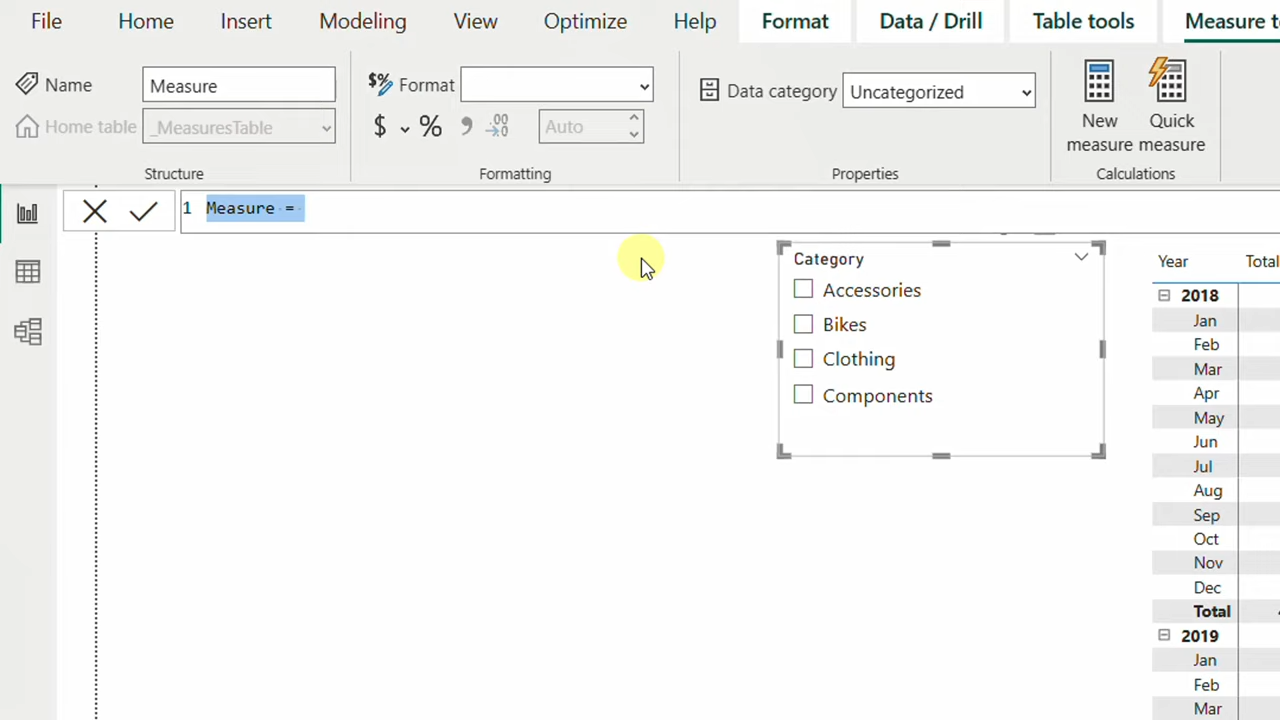 File Home Insert Modeling View Optimize Help Format Data / Drill Table tools Measure t
Name Measure
Home table _MeasuresTable
Structure
$% Format
$ % , .00 Auto
Formatting
Data category Uncategorized
Properties
New measure
Quick measure
Calculations
1 Measure =
Category
Accessories
Bikes
Clothing
Components
Year Total
2018
Jan
Feb
Mar
Apr
May
Jun
Jul
Aug
Sep
Oct
Nov
Dec
Total
2019
Jan
Feb
Mar